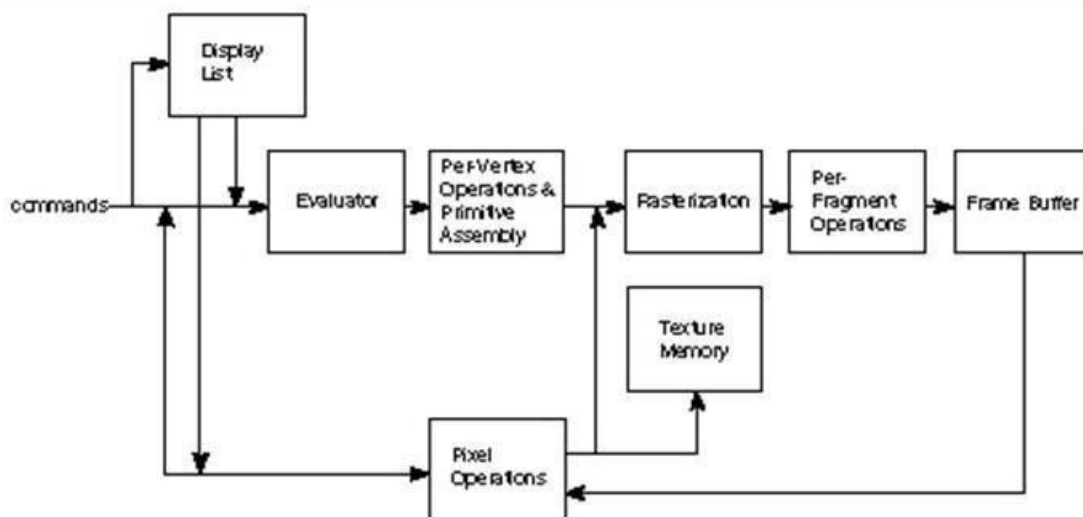 Display
List
commands
Evaluator
Per-Vertex
Operations &
Primitive
Assembly
Rasterization
Per-
Fragment
Operations
Frame Buffer
Texture
Memory
Pixel
Operations